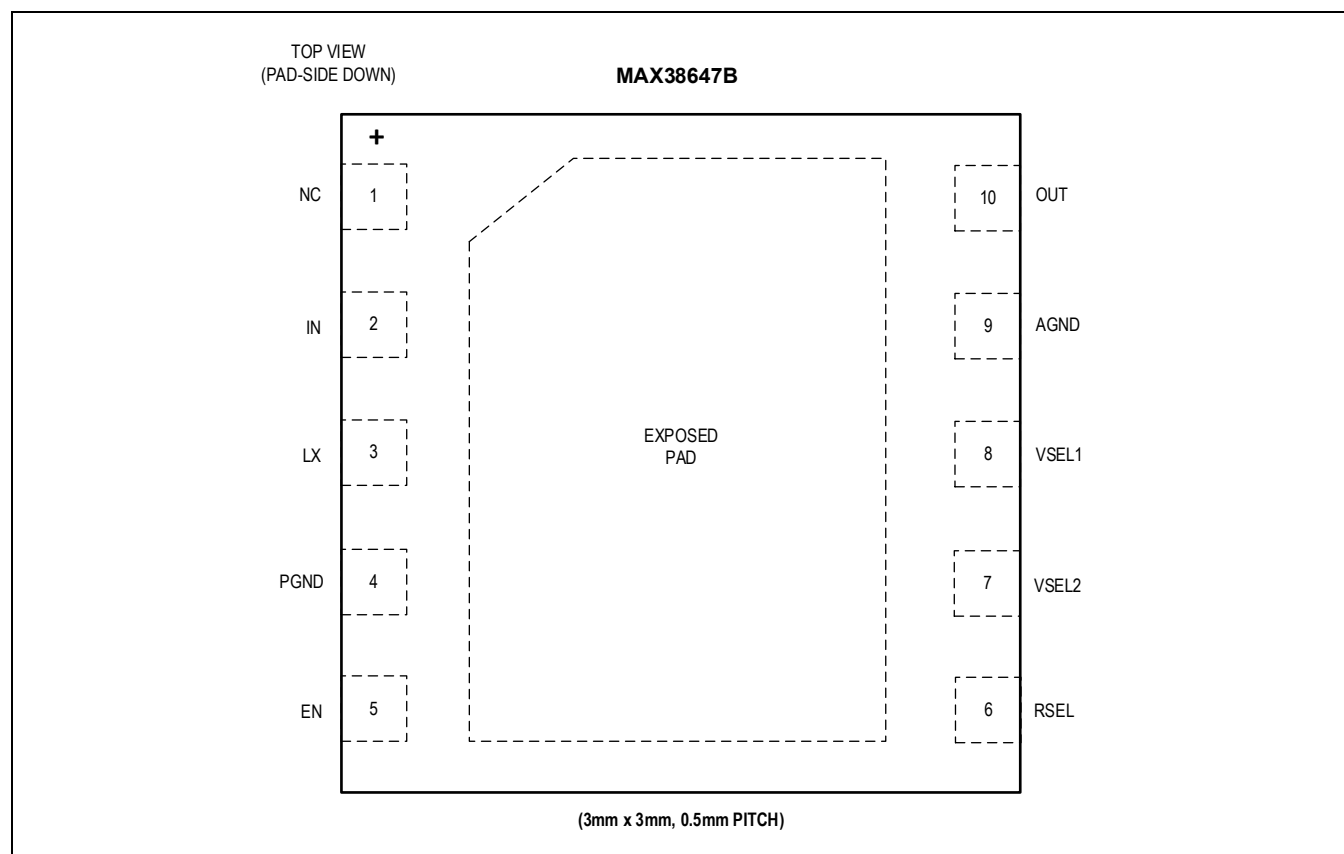 TOP VIEW
(PAD-SIDE DOWN)
MAX38647B
+
NC 1
10 OUT
IN 2
9 AGND
EXPOSED
PAD
LX 3
8 VSEL1
PGND 4
7 VSEL2
EN 5
6 RSEL
(3mm x 3mm, 0.5mm PITCH)